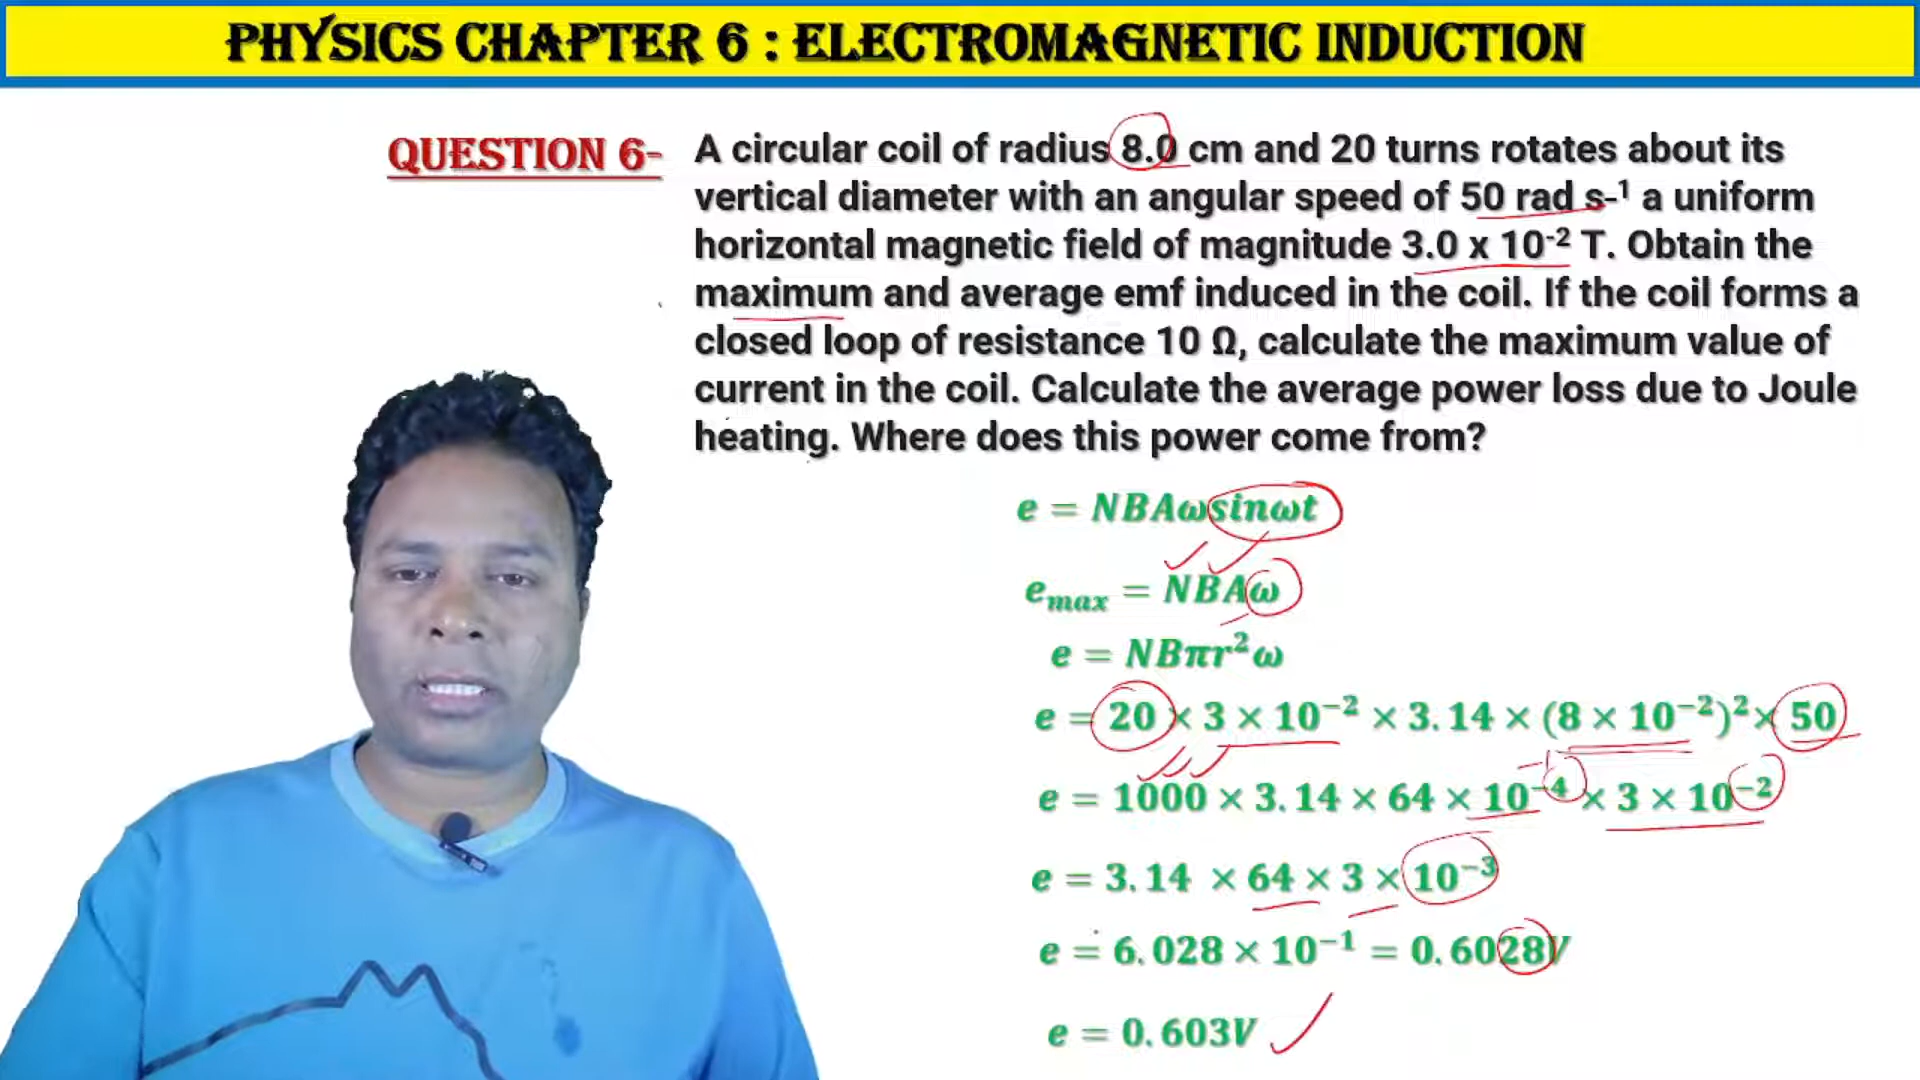 PHYSICS CHAPTER 6 : ELECTROMAGNETIC INDUCTION
QUESTION 6-
A circular coil of radius 8.0 cm and 20 turns rotates about its
vertical diameter with an angular speed of 50 rad s-¹ a uniform
horizontal magnetic field of magnitude 3.0 x 10⁻² T. Obtain the
maximum and average emf induced in the coil. If the coil forms a
closed loop of resistance 10 Ω, calculate the maximum value of
current in the coil. Calculate the average power loss due to Joule
heating. Where does this power come from?
e = NBAωsinωt
eₘₐₓ = NBAω
e = NBπr²ω
e = 20 × 3 × 10⁻² × 3.14 × (8 × 10⁻²)² × 50
e = 1000 × 3.14 × 64 × 10⁻⁴ × 3 × 10⁻²
e = 3.14 × 64 × 3 × 10⁻³
e = 6.028 × 10⁻¹ = 0.6028V
e = 0.603V